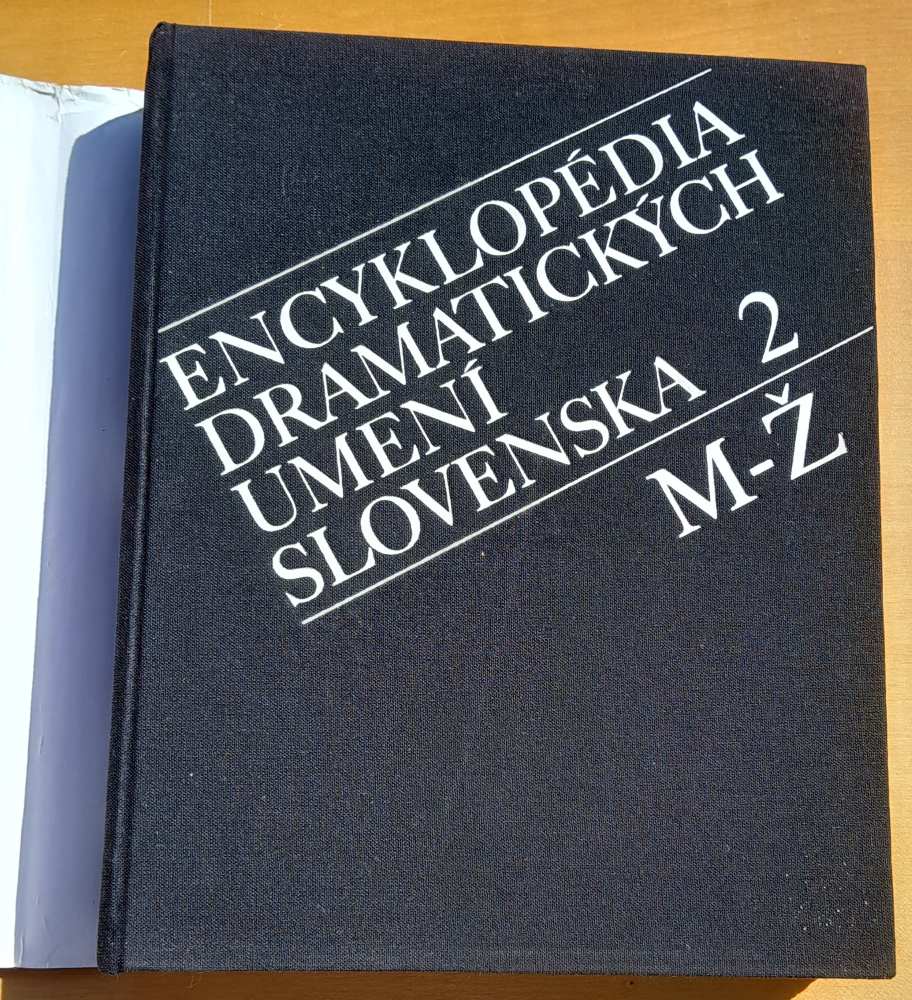 ENCYKLOPÉDIA
DRAMATICKÝCH
UMENÍ
SLOVENSKA 2
M-Ž